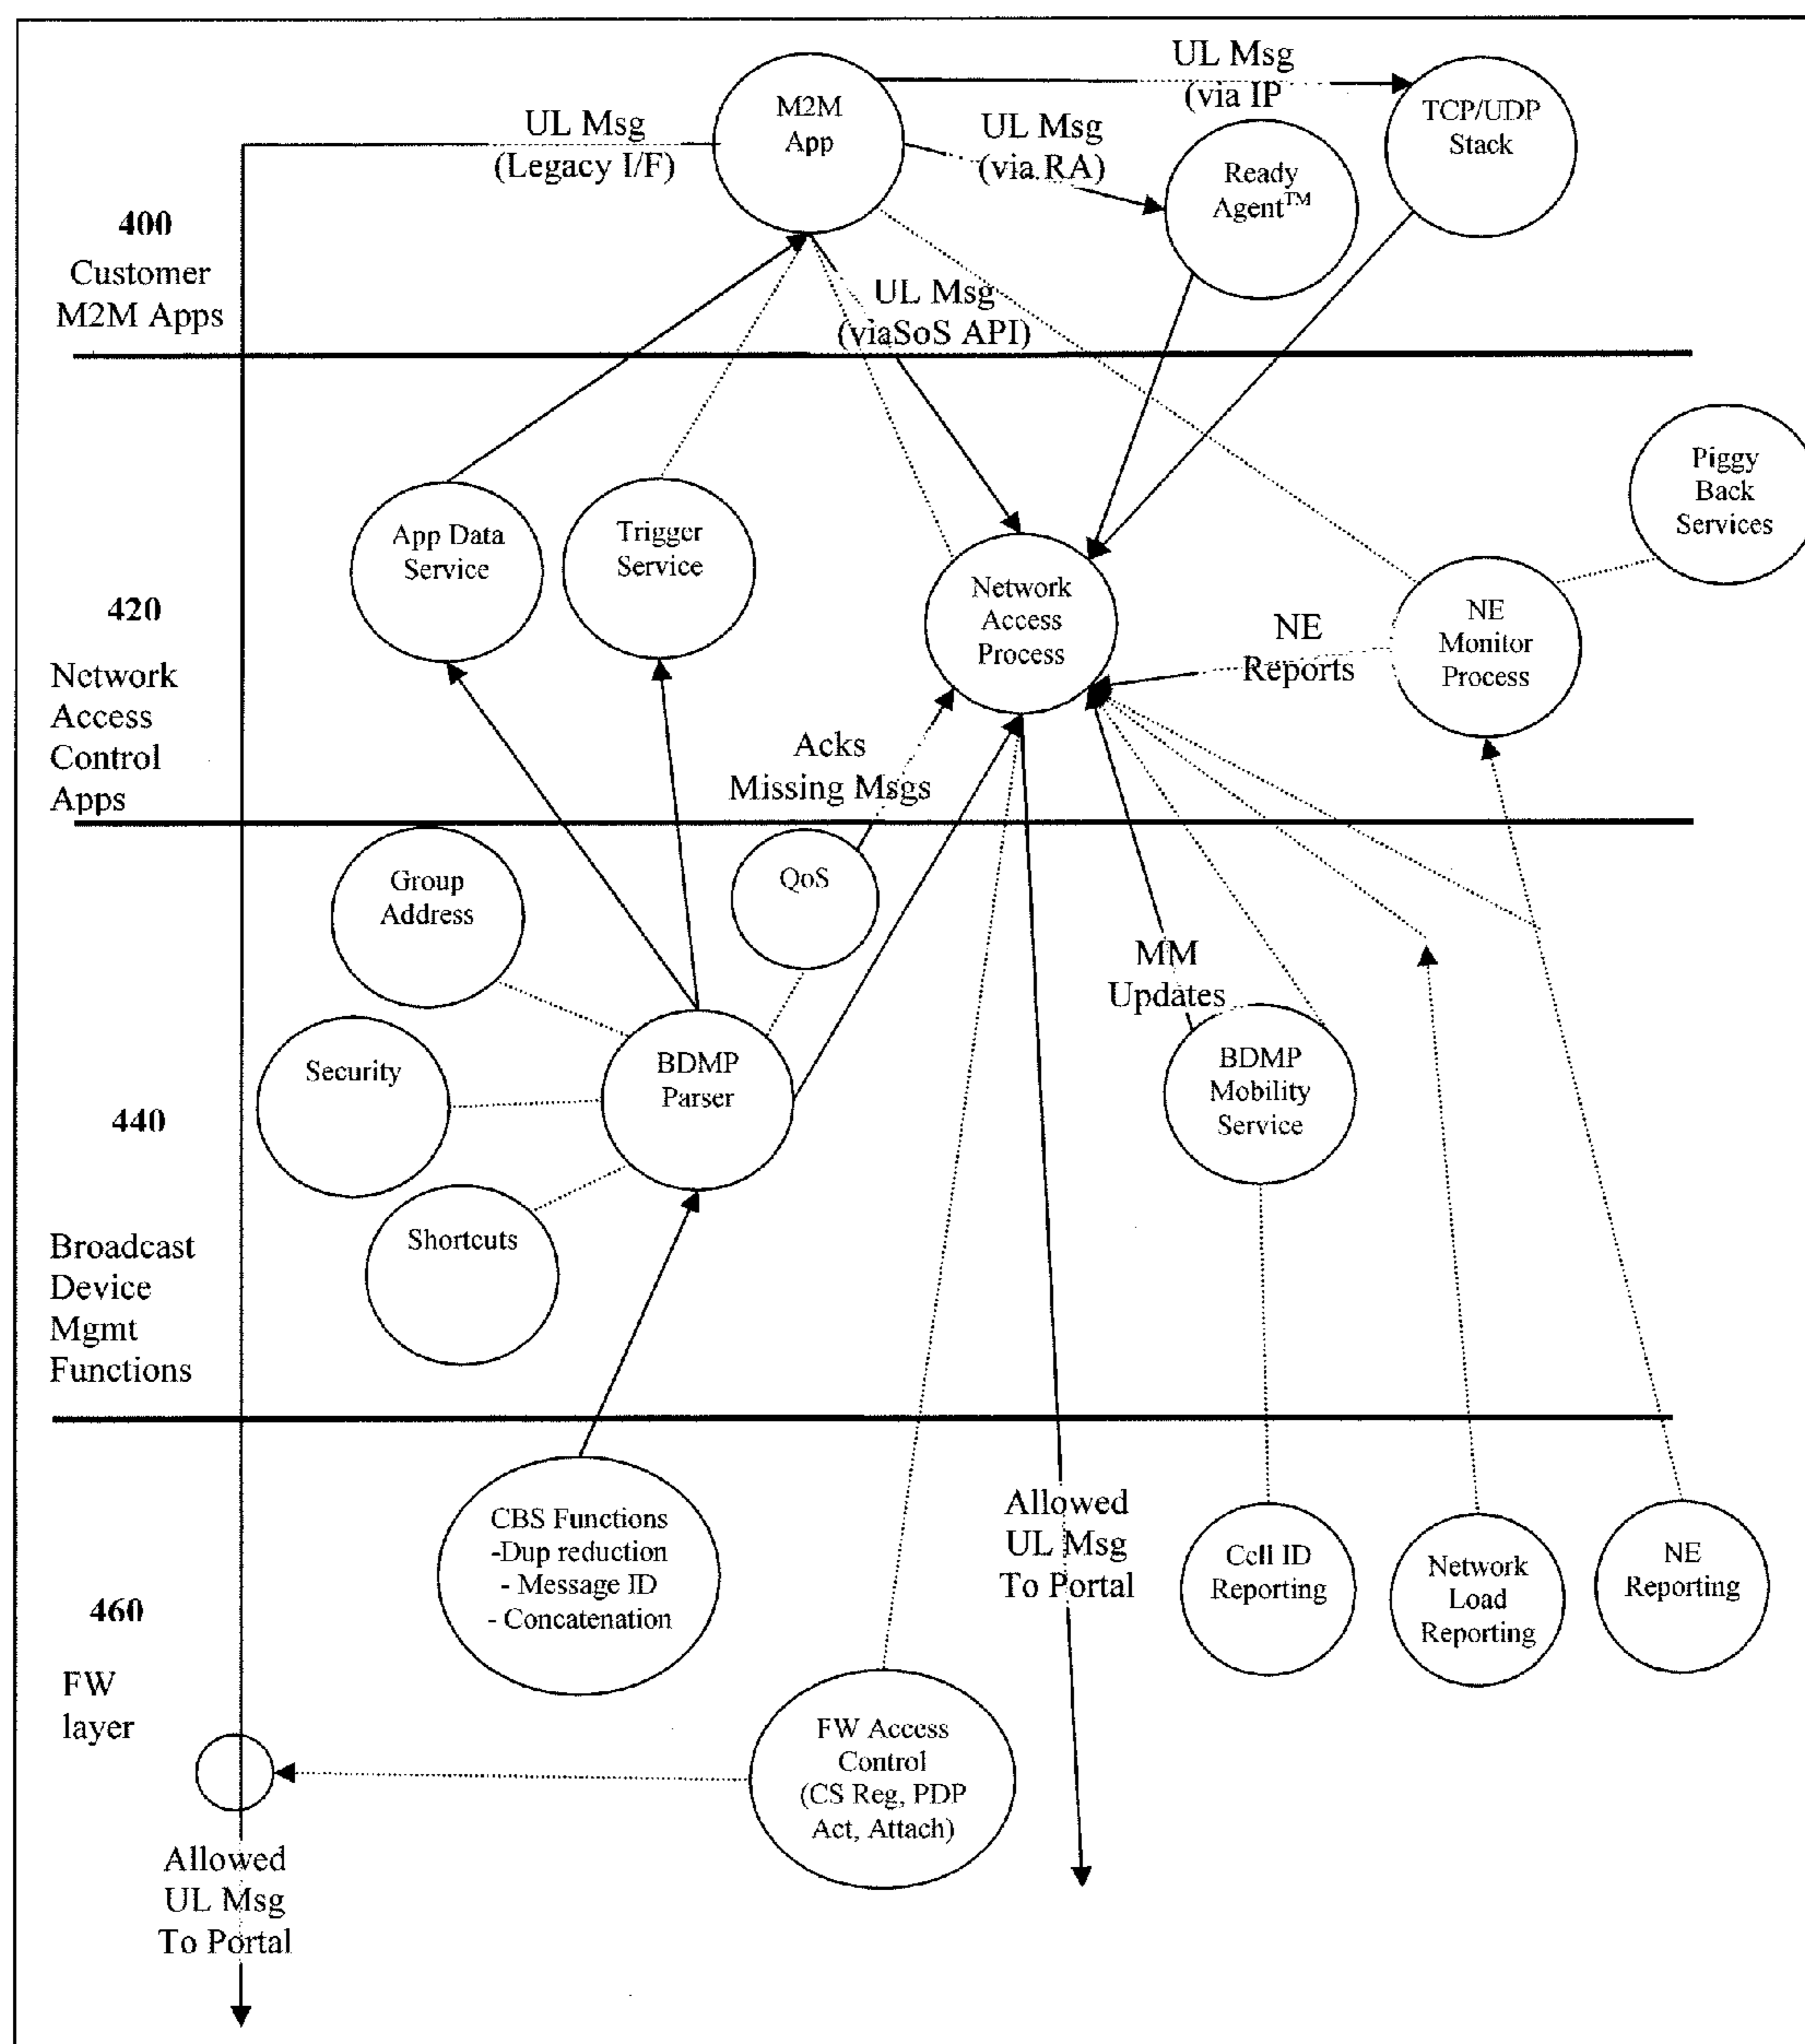 UL Msg
(via IP
M2M
App
TCP/UDP
Stack
UL Msg
(Legacy I/F)
UL Msg
(via RA)
Ready
Agent™
400
Customer
M2M Apps
UL Msg
(viaSoS API)
Piggy
Back
Services
App Data
Service
Trigger
Service
Network
Access
Process
NE
Reports
NE
Monitor
Process
420
Network
Access
Control
Apps
Acks
Missing Msgs
Group
Address
QoS
MM
Updates
Security
BDMP
Parser
BDMP
Mobility
Service
440
Shortcuts
Broadcast
Device
Mgmt
Functions
CBS Functions
-Dup reduction
- Message ID
- Concatenation
Allowed
UL Msg
To Portal
Cell ID
Reporting
Network
Load
Reporting
NE
Reporting
460
FW
layer
FW Access
Control
(CS Reg, PDP
Act, Attach)
Allowed
UL Msg
To Portal